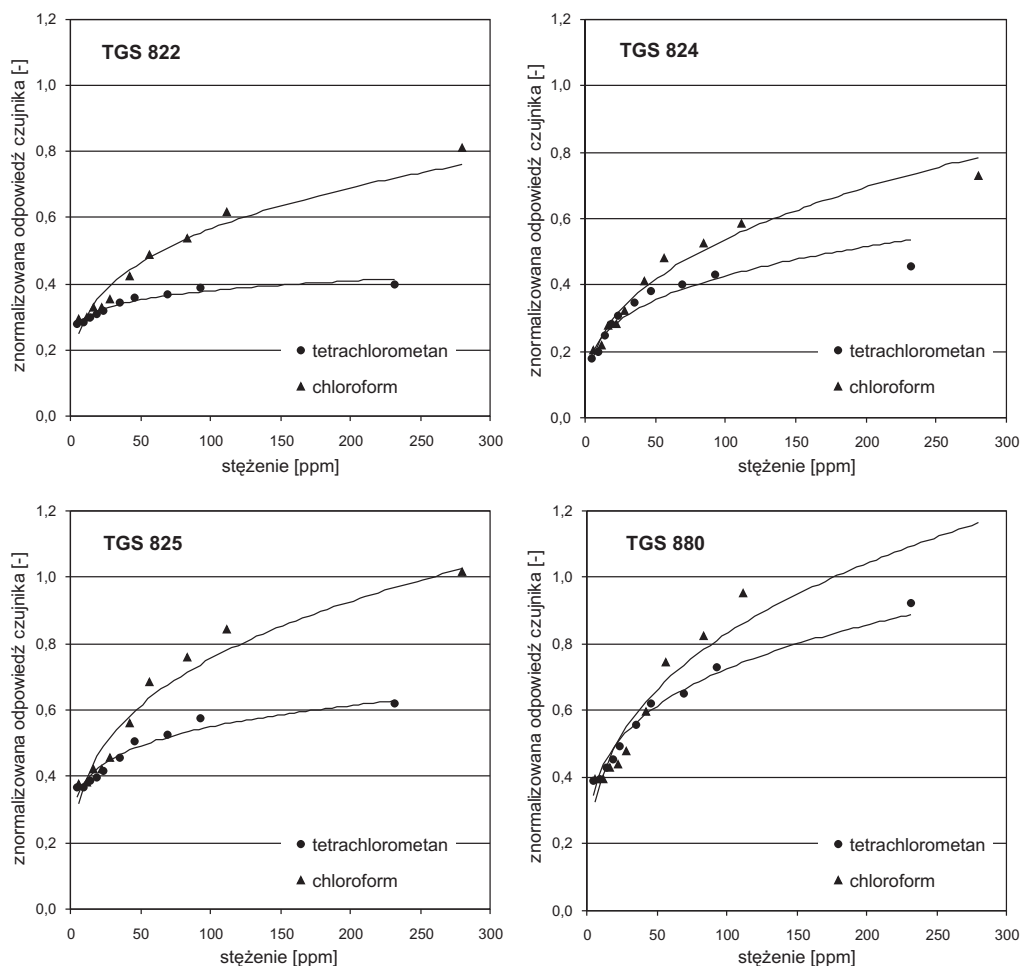 TGS 822
znormalizowana odpowiedź czujnika [-]
1,2
1,0
0,8
0,6
0,4
0,2
0,0
tetrachlorometan
chloroform
0 50 100 150 200 250 300
stężenie [ppm]
TGS 824
znormalizowana odpowiedź czujnika [-]
1,2
1,0
0,8
0,6
0,4
0,2
0,0
tetrachlorometan
chloroform
0 50 100 150 200 250 300
stężenie [ppm]
TGS 825
znormalizowana odpowiedź czujnika [-]
1,2
1,0
0,8
0,6
0,4
0,2
0,0
tetrachlorometan
chloroform
0 50 100 150 200 250 300
stężenie [ppm]
TGS 880
znormalizowana odpowiedź czujnika [-]
1,2
1,0
0,8
0,6
0,4
0,2
0,0
tetrachlorometan
chloroform
0 50 100 150 200 250 300
stężenie [ppm]